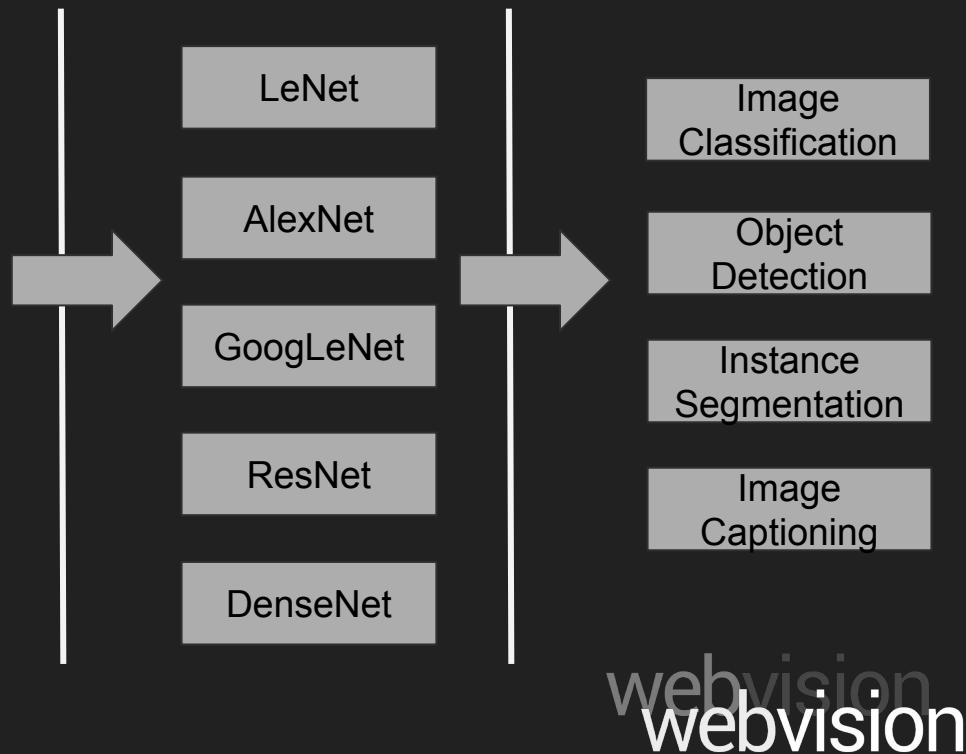 LeNet
AlexNet
GoogLeNet
ResNet
DenseNet
Image
Classification
Object
Detection
Instance
Segmentation
Image
Captioning
webvision
webvision